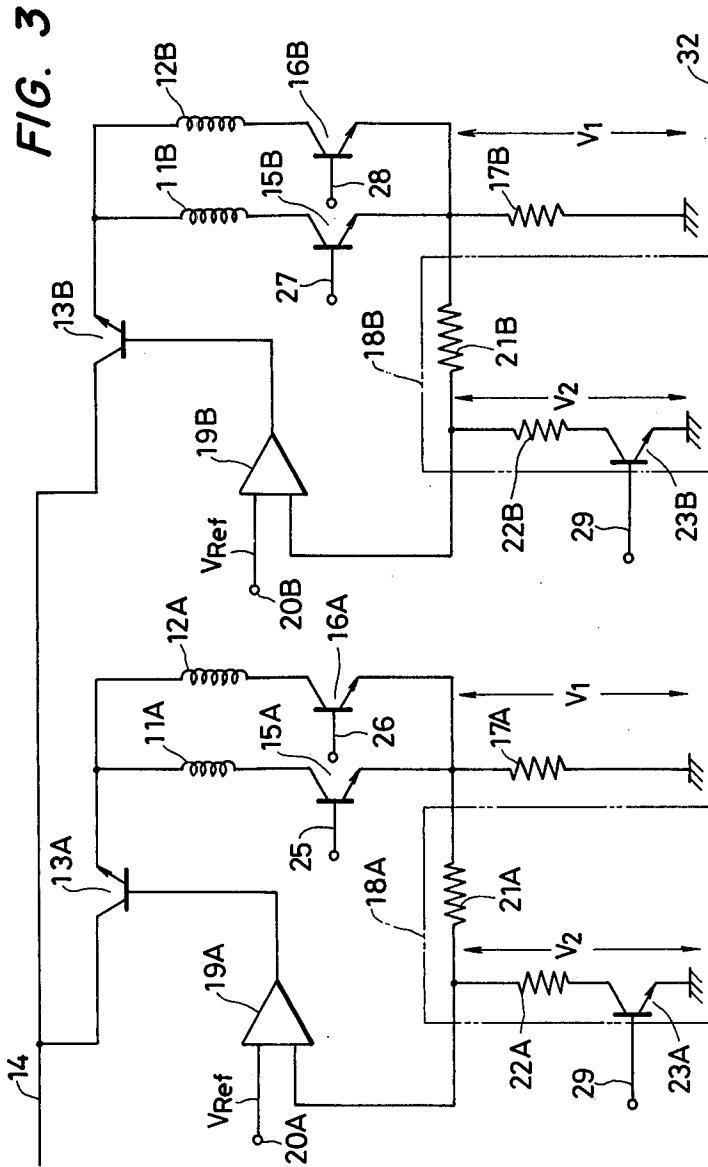 FIG. 3
14
13A
13B
11A
12A
11B
12B
19A
19B
VRef
20A
VRef
20B
15A
16A
15B
16B
25
26
27
28
18A
18B
21A
21B
17A
17B
V1
V1
V2
V2
22A
22B
29
29
23A
23B
32